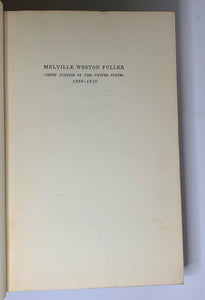 MELVILLE WESTON FULLER
CHIEF JUSTICE OF THE UNITED STATES
1888-1910